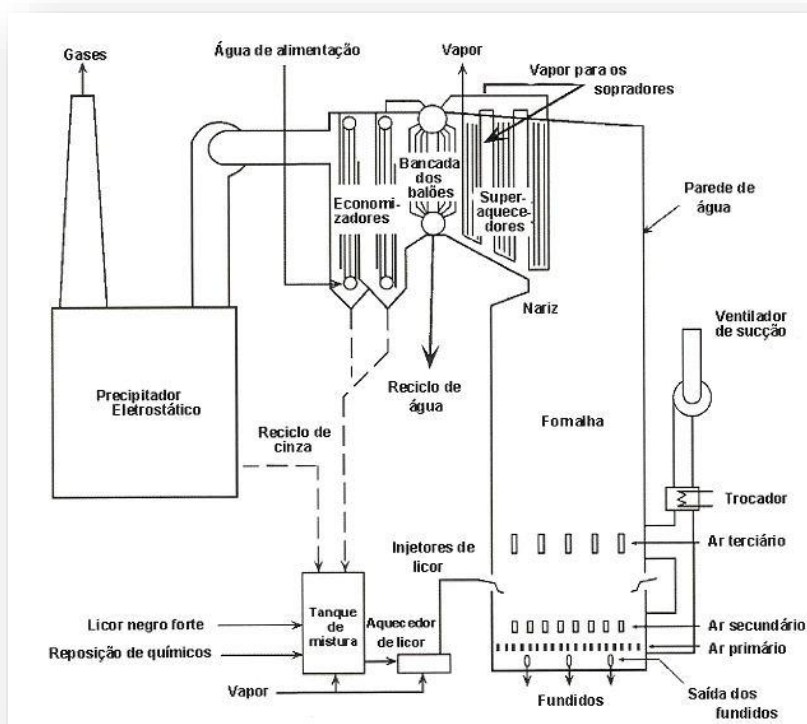 Gases
Água de alimentação
Vapor
Vapor para os
sopradores
Bancada
dos
balões
Economi-
zadores
Super-
aquece-
dores
Parede de
água
Nariz
Ventilador
de sucção
Precipitador
Eletrostático
Reciclo de
água
Fornalha
Reciclo de
cinza
Trocador
Injetores de
licor
Ar terciário
Licor negro forte
Tanque
de
mistura
Aquecedor
de licor
Ar secundário
Reposição de químicos
Ar primário
Vapor
Fundidos
Saída dos
fundidos